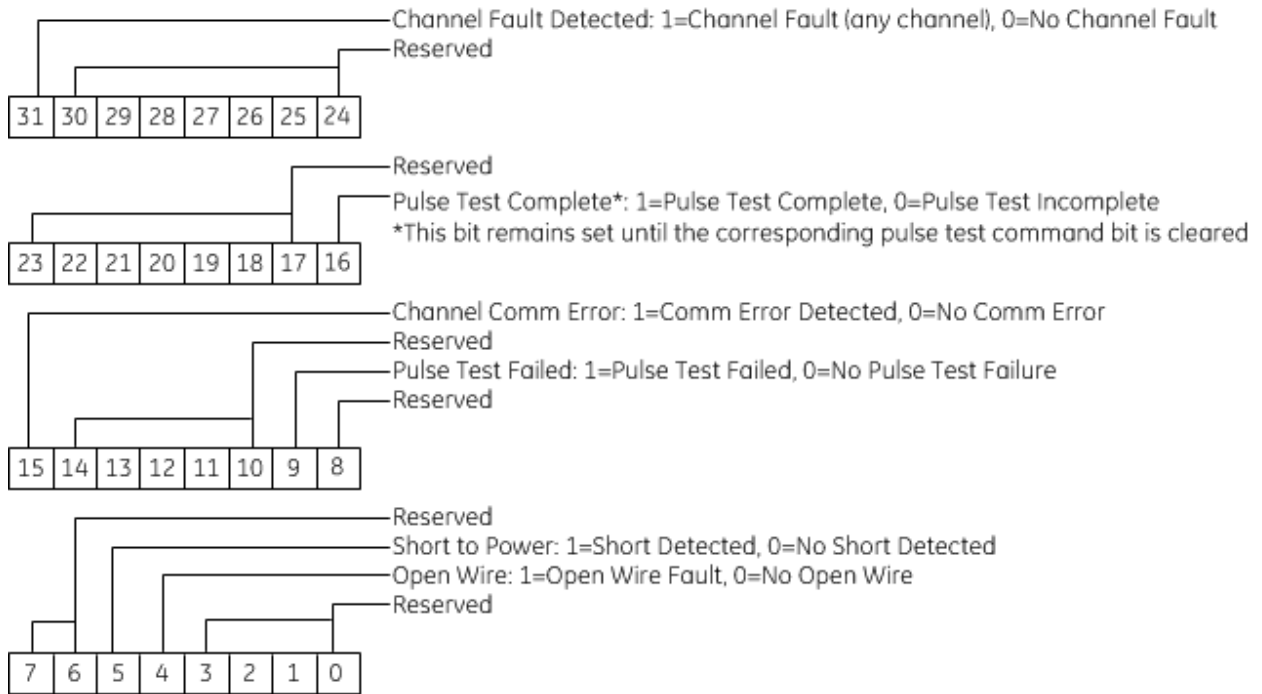 Channel Fault Detected: 1=Channel Fault (any channel), 0=No Channel Fault
Reserved
31 30 29 28 27 26 25 24
Reserved
Pulse Test Complete*: 1=Pulse Test Complete, 0=Pulse Test Incomplete
*This bit remains set until the corresponding pulse test command bit is cleared
23 22 21 20 19 18 17 16
Channel Comm Error: 1=Comm Error Detected, 0=No Comm Error
Reserved
Pulse Test Failed: 1=Pulse Test Failed, 0=No Pulse Test Failure
Reserved
15 14 13 12 11 10 9 8
Reserved
Short to Power: 1=Short Detected, 0=No Short Detected
Open Wire: 1=Open Wire Fault, 0=No Open Wire
Reserved
7 6 5 4 3 2 1 0